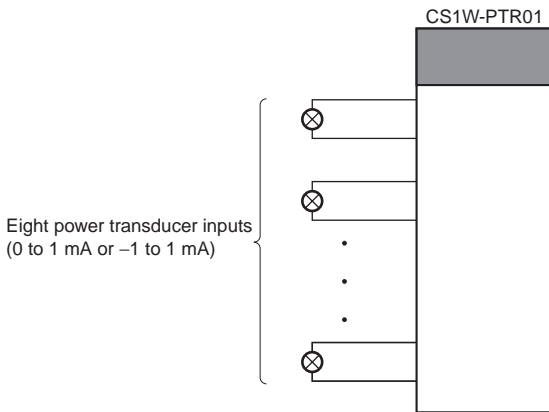 CS1W-PTR01
Eight power transducer inputs
(0 to 1 mA or −1 to 1 mA)